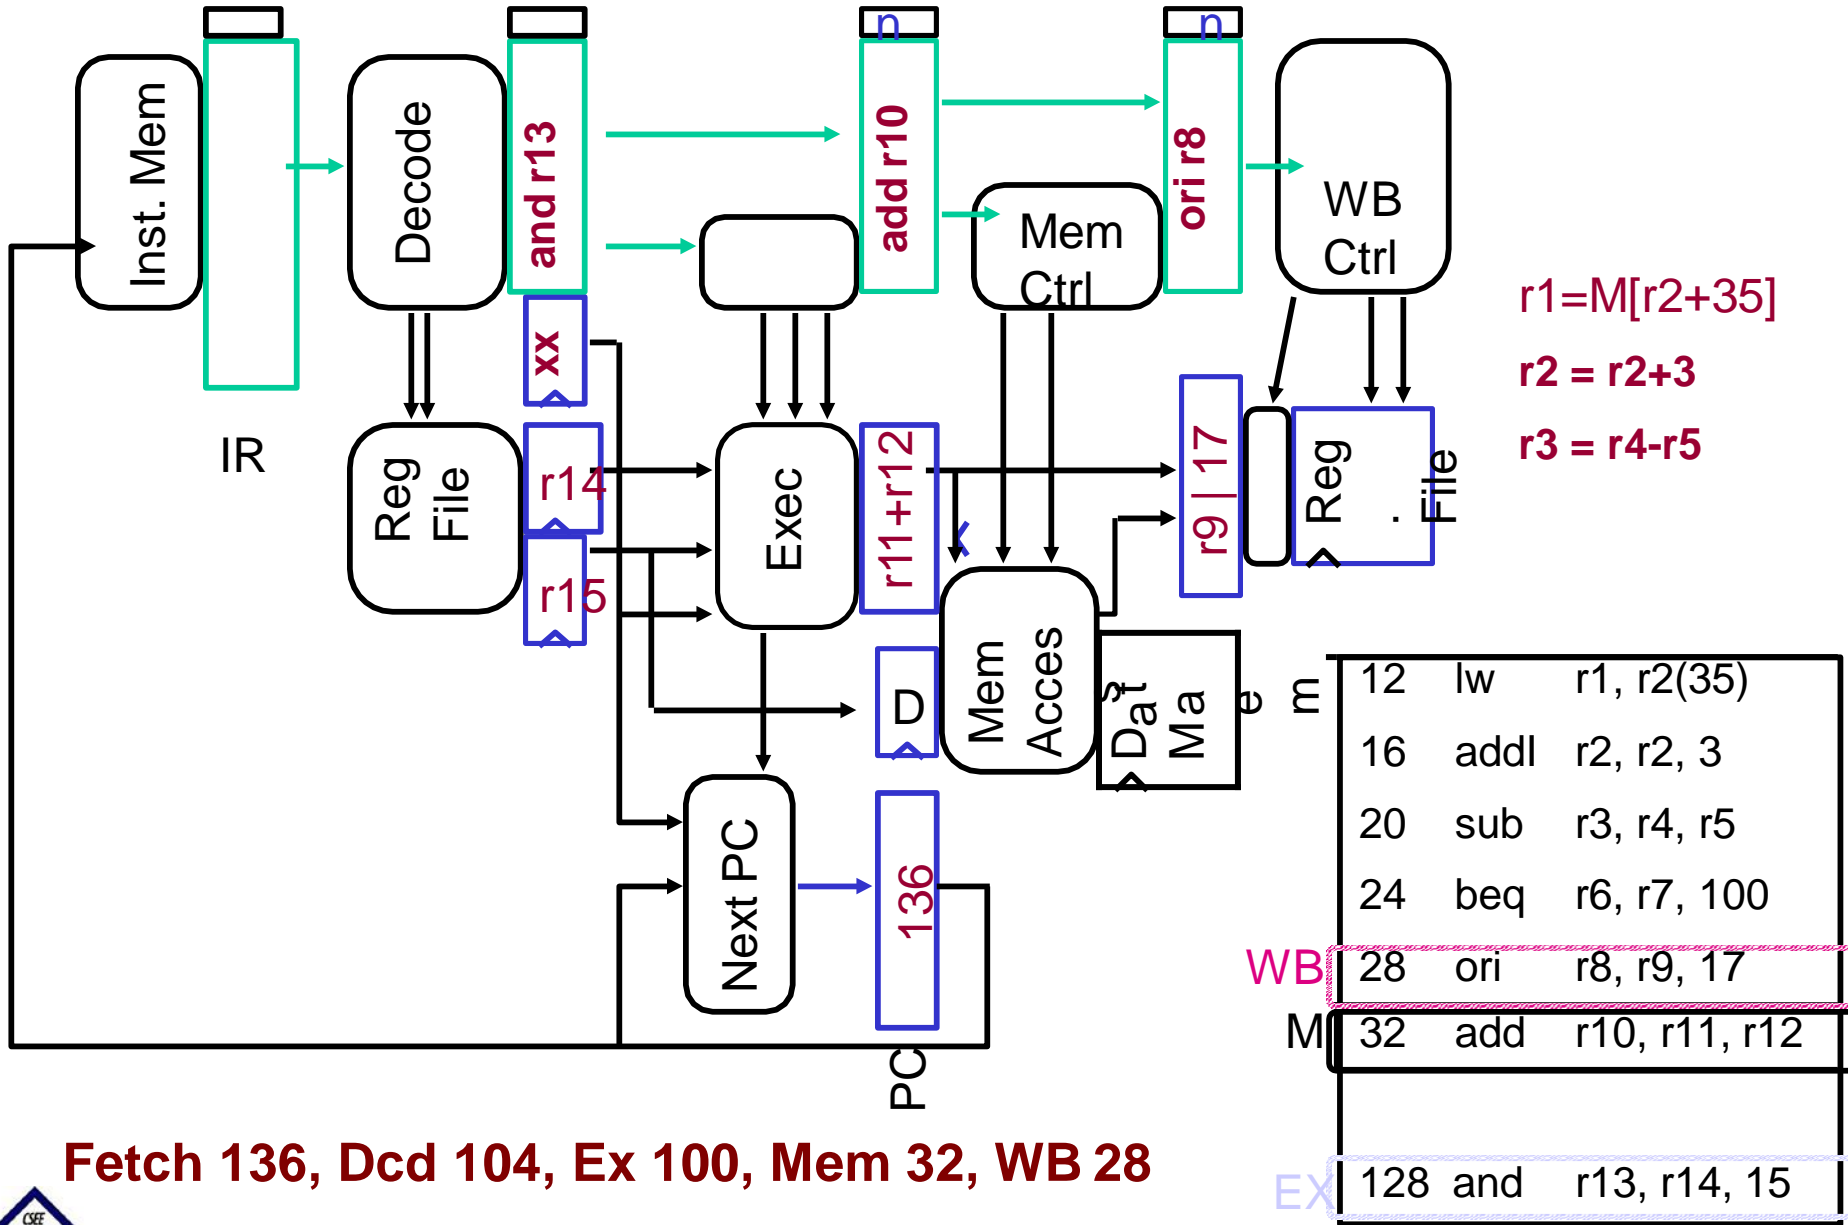 n
n
Inst. Mem
Decode
and r13
add r10
ori r8
Mem
Ctrl
WB
Ctrl
IR
xx
Reg
File
r14
r15
Exec
r11+r12
r9 | 17
Reg
.
File
r1=M[r2+35]
r2 = r2+3
r3 = r4-r5
D
Mem
Acces
s
Dat
Ma
e
m
Next PC
136
PC
12 lw r1, r2(35)
16 addI r2, r2, 3
20 sub r3, r4, r5
24 beq r6, r7, 100
WB 28 ori r8, r9, 17
M 32 add r10, r11, r12
EX 128 and r13, r14, 15
Fetch 136, Dcd 104, Ex 100, Mem 32, WB 28
CSEE